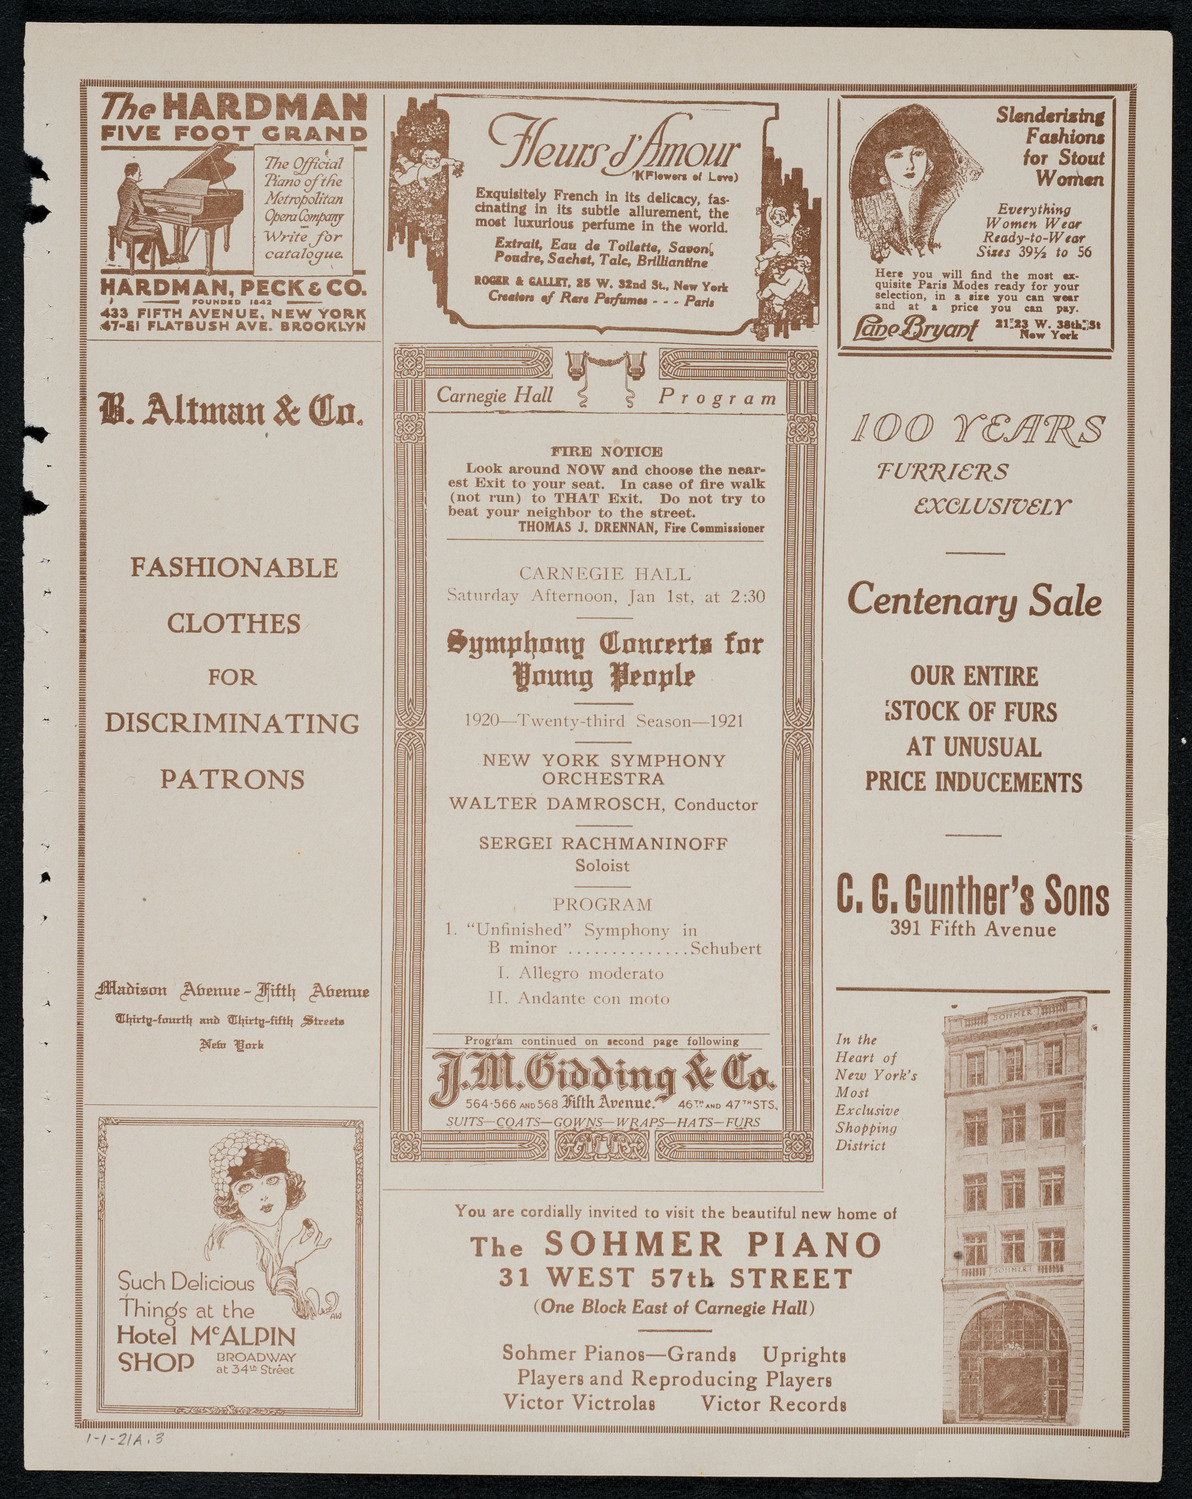 The HARDMAN
FIVE FOOT GRAND
The Official
Piano of the
Metropolitan
Opera Company
Write for
catalogue.
HARDMAN, PECK & CO.
FOUNDED 1842
433 FIFTH AVENUE, NEW YORK
47-51 FLATBUSH AVE. BROOKLYN
Fleurs d'Amour
(Flowers of Love)
Exquisitely French in its delicacy, fas-
cinating in its subtle allurement, the
most luxurious perfume in the world.
Extrait, Eau de Toilette, Savon,
Poudre, Sachet, Talc, Brilliantine
ROGER & GALLET, 25 W. 32nd St., New York
Creators of Rare Perfumes - - - Paris
Slenderizing
Fashions
for Stout
Women
Everything
Women Wear
Ready-to-Wear
Sizes 39½ to 56
Here you will find the most ex-
quisite Paris Modes ready for your
selection, in a size you can wear
and at a price you can pay.
Lane Bryant
21-23 W. 38th St
New York
B. Altman & Co.
FASHIONABLE
CLOTHES
FOR
DISCRIMINATING
PATRONS
Madison Avenue - Fifth Avenue
Thirty-fourth and Thirty-fifth Streets
New York
Such Delicious
Things at the
Hotel McALPIN
SHOP BROADWAY
at 34th Street
Carnegie Hall Program
FIRE NOTICE
Look around NOW and choose the near-
est Exit to your seat. In case of fire walk
(not run) to THAT Exit. Do not try to
beat your neighbor to the street.
THOMAS J. DRENNAN, Fire Commissioner
CARNEGIE HALL
Saturday Afternoon, Jan 1st, at 2:30
Symphony Concerts for
Young People
1920—Twenty-third Season—1921
NEW YORK SYMPHONY
ORCHESTRA
WALTER DAMROSCH, Conductor
SERGEI RACHMANINOFF
Soloist
PROGRAM
1. "Unfinished" Symphony in
B minor ..............Schubert
I. Allegro moderato
II. Andante con moto
Program continued on second page following
J.M. Gidding & Co.
564-566 AND 568 Fifth Avenue. 46TH AND 47TH STS.
SUITS—COATS—GOWNS—WRAPS—HATS—FURS
100 YEARS
FURRIERS
EXCLUSIVELY
Centenary Sale
OUR ENTIRE
STOCK OF FURS
AT UNUSUAL
PRICE INDUCEMENTS
C. G. Gunther's Sons
391 Fifth Avenue
In the
Heart of
New York's
Most
Exclusive
Shopping
District
SOHMER
SOHMER
You are cordially invited to visit the beautiful new home of
The SOHMER PIANO
31 WEST 57th STREET
(One Block East of Carnegie Hall)
Sohmer Pianos—Grands Uprights
Players and Reproducing Players
Victor Victrolas Victor Records
1-1-21A.3